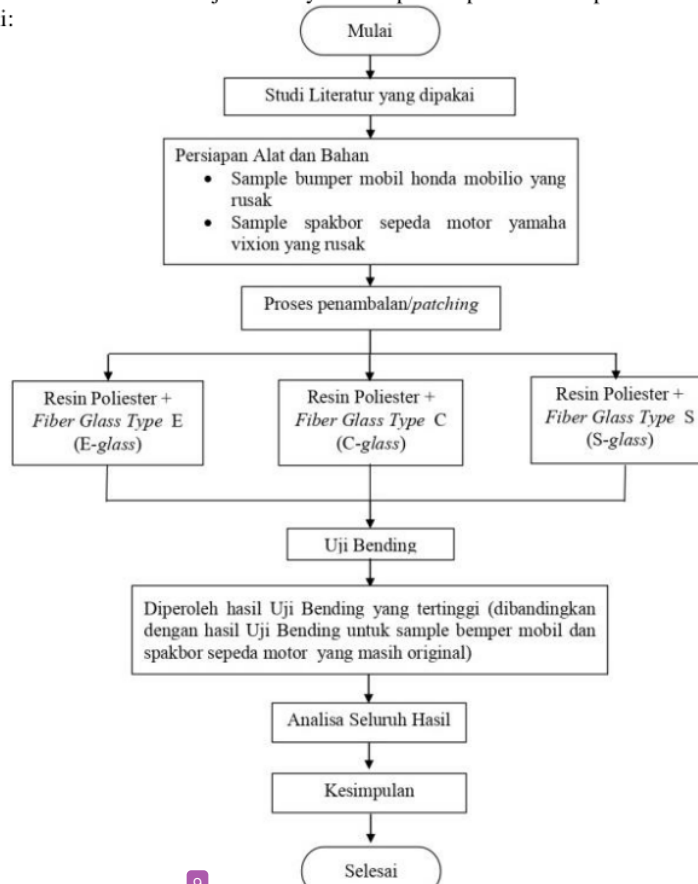 i:
Mulai
Studi Literatur yang dipakai
Persiapan Alat dan Bahan
• Sample bumper mobil honda mobilio yang
rusak
• Sample spakbor sepeda motor yamaha
vixion yang rusak
Proses penambalan/patching
Resin Poliester +
Fiber Glass Type E
(E-glass)
Resin Poliester +
Fiber Glass Type C
(C-glass)
Resin Poliester +
Fiber Glass Type S
(S-glass)
Uji Bending
Diperoleh hasil Uji Bending yang tertinggi (dibandingkan
dengan hasil Uji Bending untuk sample bemper mobil dan
spakbor sepeda motor yang masih original)
Analisa Seluruh Hasil
Kesimpulan
Selesai